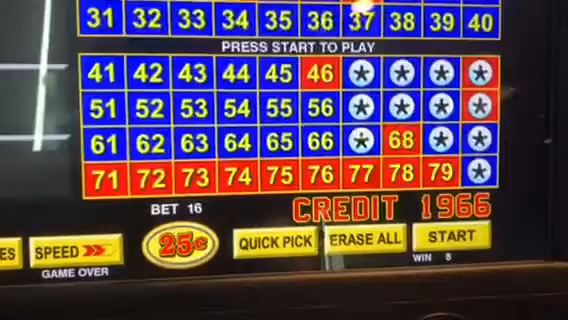 31 32 33 34 35 36 37 38 39 40
PRESS START TO PLAY
41 42 43 44 45 46
51 52 53 54 55 56
61 62 63 64 65 66 68
71 72 73 74 75 76 77 78 79
BET 16
CREDIT 1966
ES SPEED 25¢ QUICK PICK ERASE ALL START
GAME OVER
WIN 8